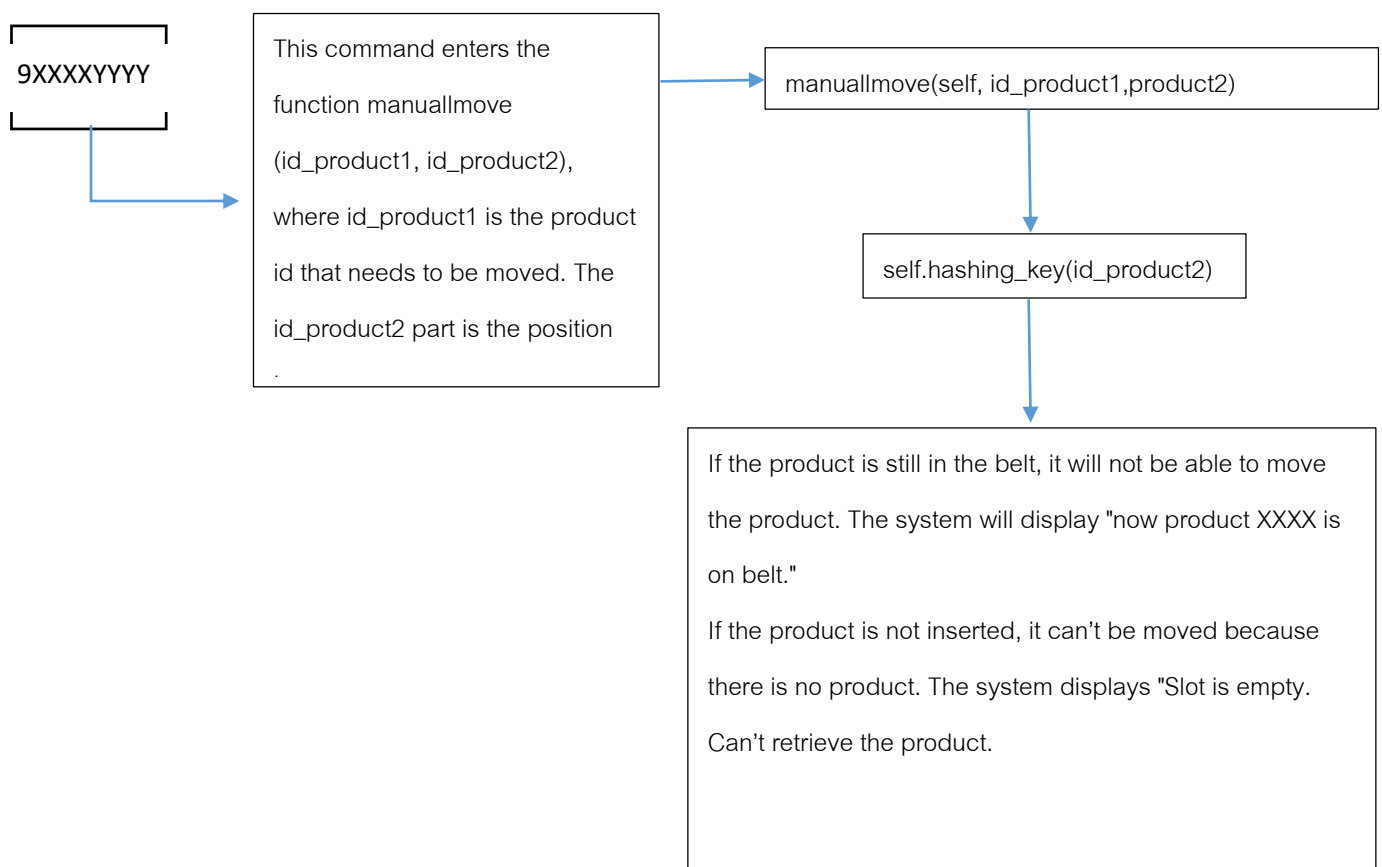 9XXXXYYYY
This command enters the
function manuallmove
(id_product1, id_product2),
where id_product1 is the product
id that needs to be moved. The
id_product2 part is the position
.
manuallmove(self, id_product1,product2)
self.hashing_key(id_product2)
If the product is still in the belt, it will not be able to move
the product. The system will display "now product XXXX is
on belt."
If the product is not inserted, it can’t be moved because
there is no product. The system displays "Slot is empty.
Can’t retrieve the product.